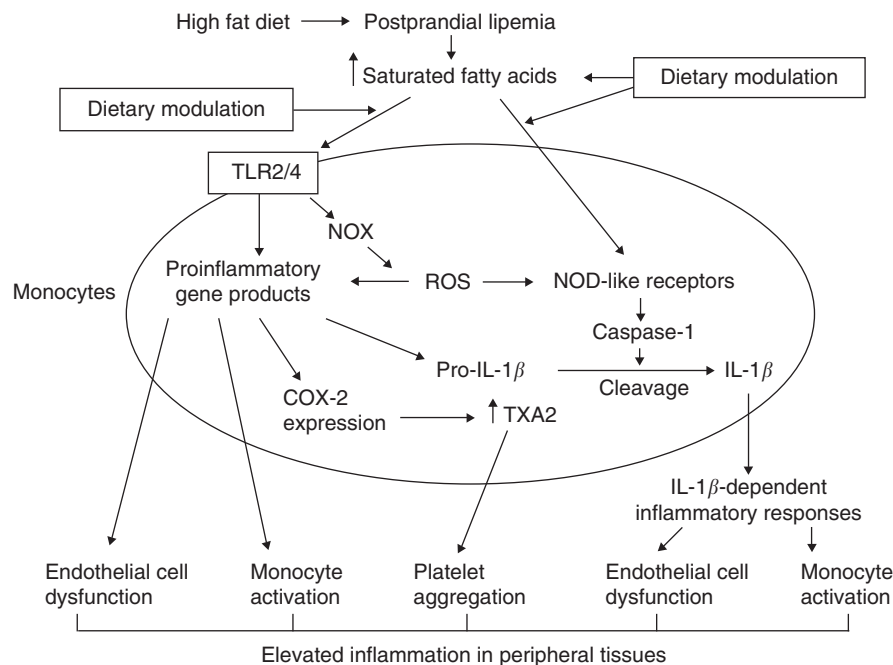 High fat diet
Postprandial lipemia
Saturated fatty acids
Dietary modulation
Dietary modulation
TLR2/4
NOX
Proinflammatory
gene products
ROS
NOD-like receptors
Monocytes
Caspase-1
Pro-IL-1β
Cleavage
IL-1β
COX-2
expression
TXA2
IL-1β-dependent
inflammatory responses
Endothelial cell
dysfunction
Monocyte
activation
Platelet
aggregation
Endothelial cell
dysfunction
Monocyte
activation
Elevated inflammation in peripheral tissues